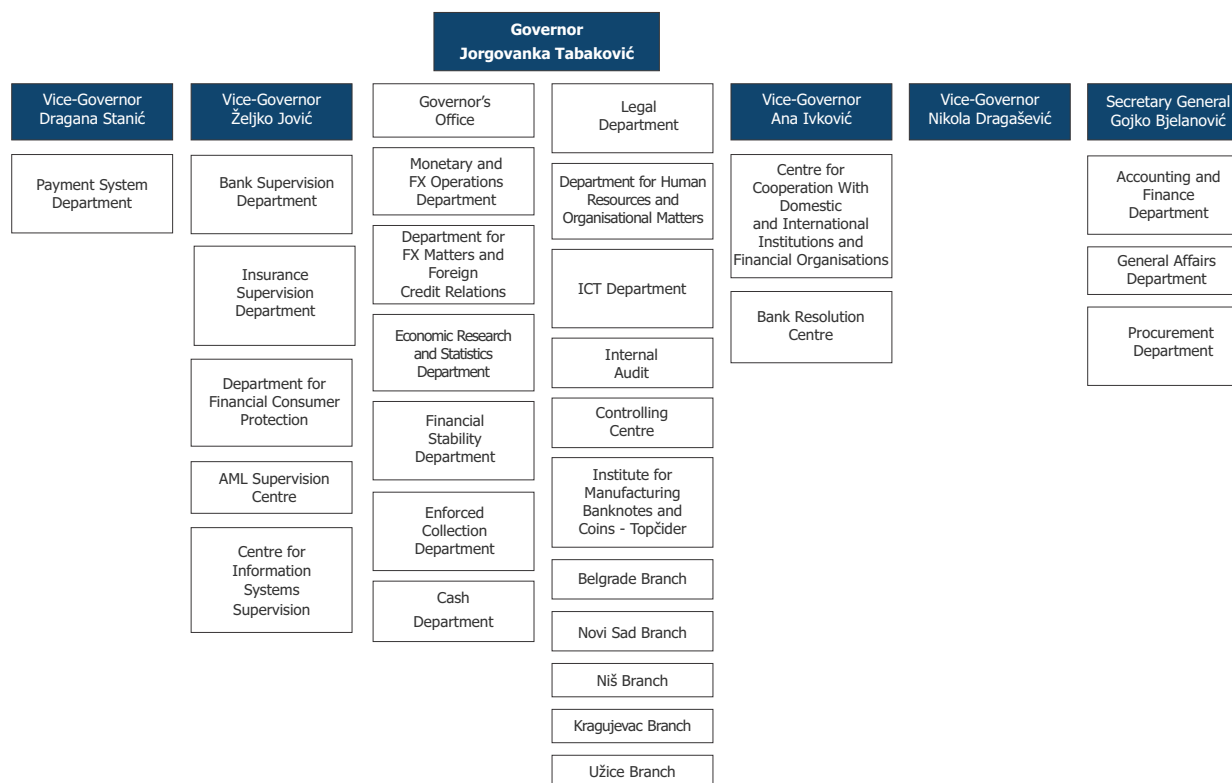 Governor
Jorgovanka Tabaković
Vice-Governor
Dragana Stanić
Payment System
Department
Vice-Governor
Željko Jović
Bank Supervision
Department
Insurance
Supervision
Department
Department for
Financial Consumer
Protection
AML Supervision
Centre
Centre for
Information
Systems
Supervision
Governor's
Office
Monetary and
FX Operations
Department
Department for
FX Matters and
Foreign
Credit Relations
Economic Research
and Statistics
Department
Financial
Stability
Department
Enforced
Collection
Department
Cash
Department
Legal
Department
Department for Human
Resources and
Organisational Matters
ICT Department
Internal
Audit
Controlling
Centre
Institute for
Manufacturing
Banknotes and
Coins - Topčider
Belgrade Branch
Novi Sad Branch
Niš Branch
Kragujevac Branch
Užice Branch
Vice-Governor
Ana Ivković
Centre for
Cooperation With
Domestic
and International
Institutions and
Financial Organisations
Bank Resolution
Centre
Vice-Governor
Nikola Dragašević
Secretary General
Gojko Bjelanović
Accounting and
Finance
Department
General Affairs
Department
Procurement
Department